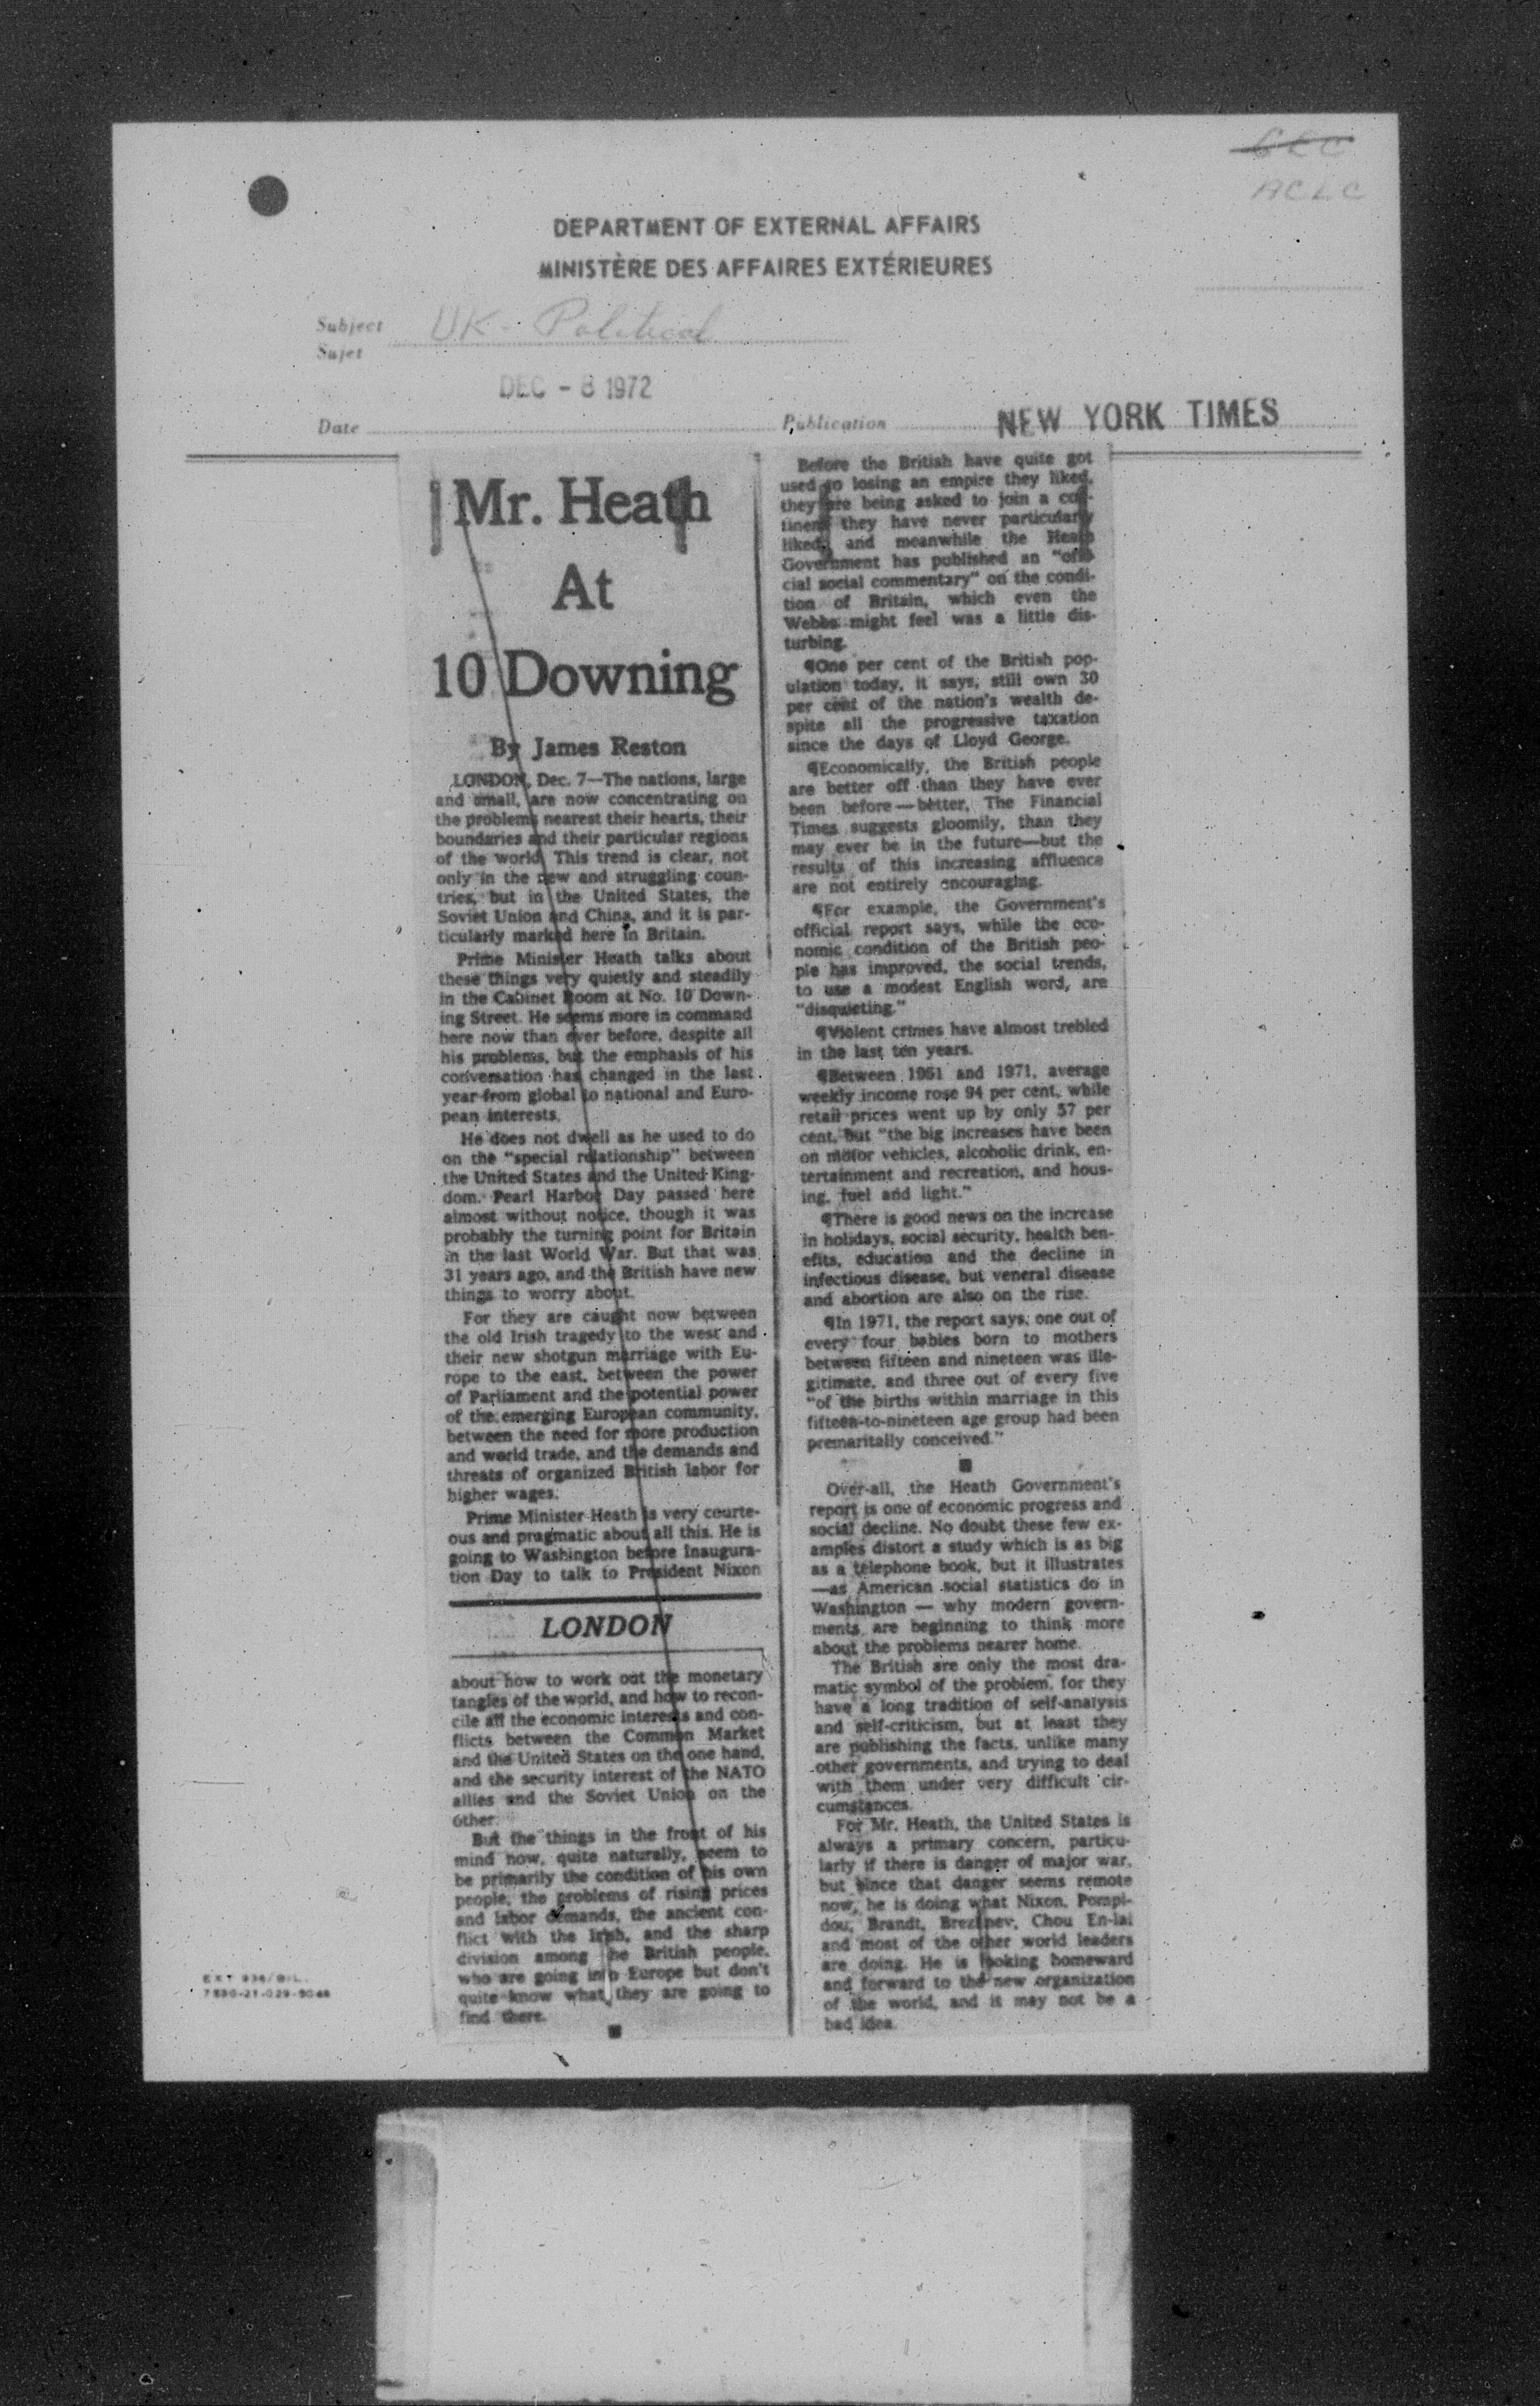 ACLC
DEPARTMENT OF EXTERNAL AFFAIRS
MINISTÈRE DES AFFAIRES EXTÉRIEURES
Subject UK - Political
Sujet
DEC - 8 1972
Date
Publication NEW YORK TIMES
Mr. Heath
At
10 Downing
By James Reston
LONDON, Dec. 7—The nations, large
and small, are now concentrating on
the problems nearest their hearts, their
boundaries and their particular regions
of the world. This trend is clear, not
only in the new and struggling coun-
tries, but in the United States, the
Soviet Union and China, and it is par-
ticularly marked here in Britain.
Prime Minister Heath talks about
these things very quietly and steadily
in the Cabinet Room at No. 10 Down-
ing Street. He seems more in command
here now than ever before, despite all
his problems, but the emphasis of his
conversation has changed in the last
year from global to national and Euro-
pean interests.
He does not dwell as he used to do
on the "special relationship" between
the United States and the United King-
dom. Pearl Harbor Day passed here
almost without notice, though it was
probably the turning point for Britain
in the last World War. But that was
31 years ago, and the British have new
things to worry about.
For they are caught now between
the old Irish tragedy to the west and
their new shotgun marriage with Eu-
rope to the east, between the power
of Parliament and the potential power
of the emerging European community,
between the need for more production
and world trade, and the demands and
threats of organized British labor for
higher wages.
Prime Minister Heath is very courte-
ous and pragmatic about all this. He is
going to Washington before Inaugura-
tion Day to talk to President Nixon
LONDON
about how to work out the monetary
tangles of the world, and how to recon-
cile all the economic interests and con-
flicts between the Common Market
and the United States on the one hand,
and the security interest of the NATO
allies and the Soviet Union on the
other.
But the things in the front of his
mind now, quite naturally, seem to
be primarily the condition of his own
people, the problems of rising prices
and labor demands, the ancient con-
flict with the Irish, and the sharp
division among the British people,
who are going into Europe but don't
quite know what they are going to
find there.
Before the British have quite got
used to losing an empire they liked,
they are being asked to join a con-
tinent they have never particularly
liked, and meanwhile the Heath
Government has published an "offi-
cial social commentary" on the condi-
tion of Britain, which even the
Webbs might feel was a little dis-
turbing.
¶One per cent of the British pop-
ulation today, it says, still own 30
per cent of the nation's wealth de-
spite all the progressive taxation
since the days of Lloyd George.
¶Economically, the British people
are better off than they have ever
been before—better, The Financial
Times suggests gloomily, than they
may ever be in the future—but the
results of this increasing affluence
are not entirely encouraging.
¶For example, the Government's
official report says, while the eco-
nomic condition of the British peo-
ple has improved, the social trends,
to use a modest English word, are
"disquieting."
¶Violent crimes have almost trebled
in the last ten years.
¶Between 1961 and 1971, average
weekly income rose 94 per cent, while
retail prices went up by only 57 per
cent, but "the big increases have been
on motor vehicles, alcoholic drink, en-
tertainment and recreation, and hous-
ing, fuel and light."
¶There is good news on the increase
in holidays, social security, health ben-
efits, education and the decline in
infectious disease, but veneral disease
and abortion are also on the rise.
¶In 1971, the report says, one out of
every four babies born to mothers
between fifteen and nineteen was ille-
gitimate, and three out of every five
"of the births within marriage in this
fifteen-to-nineteen age group had been
premaritally conceived."
Over-all, the Heath Government's
report is one of economic progress and
social decline. No doubt these few ex-
amples distort a study which is as big
as a telephone book, but it illustrates
—as American social statistics do in
Washington — why modern govern-
ments are beginning to think more
about the problems nearer home.
The British are only the most dra-
matic symbol of the problem, for they
have a long tradition of self-analysis
and self-criticism, but at least they
are publishing the facts, unlike many
other governments, and trying to deal
with them under very difficult cir-
cumstances.
For Mr. Heath, the United States is
always a primary concern, particu-
larly if there is danger of major war,
but since that danger seems remote
now, he is doing what Nixon, Pompi-
dou, Brandt, Brezhnev, Chou En-lai
and most of the other world leaders
are doing. He is looking homeward
and forward to the new organization
of the world, and it may not be a
bad idea.